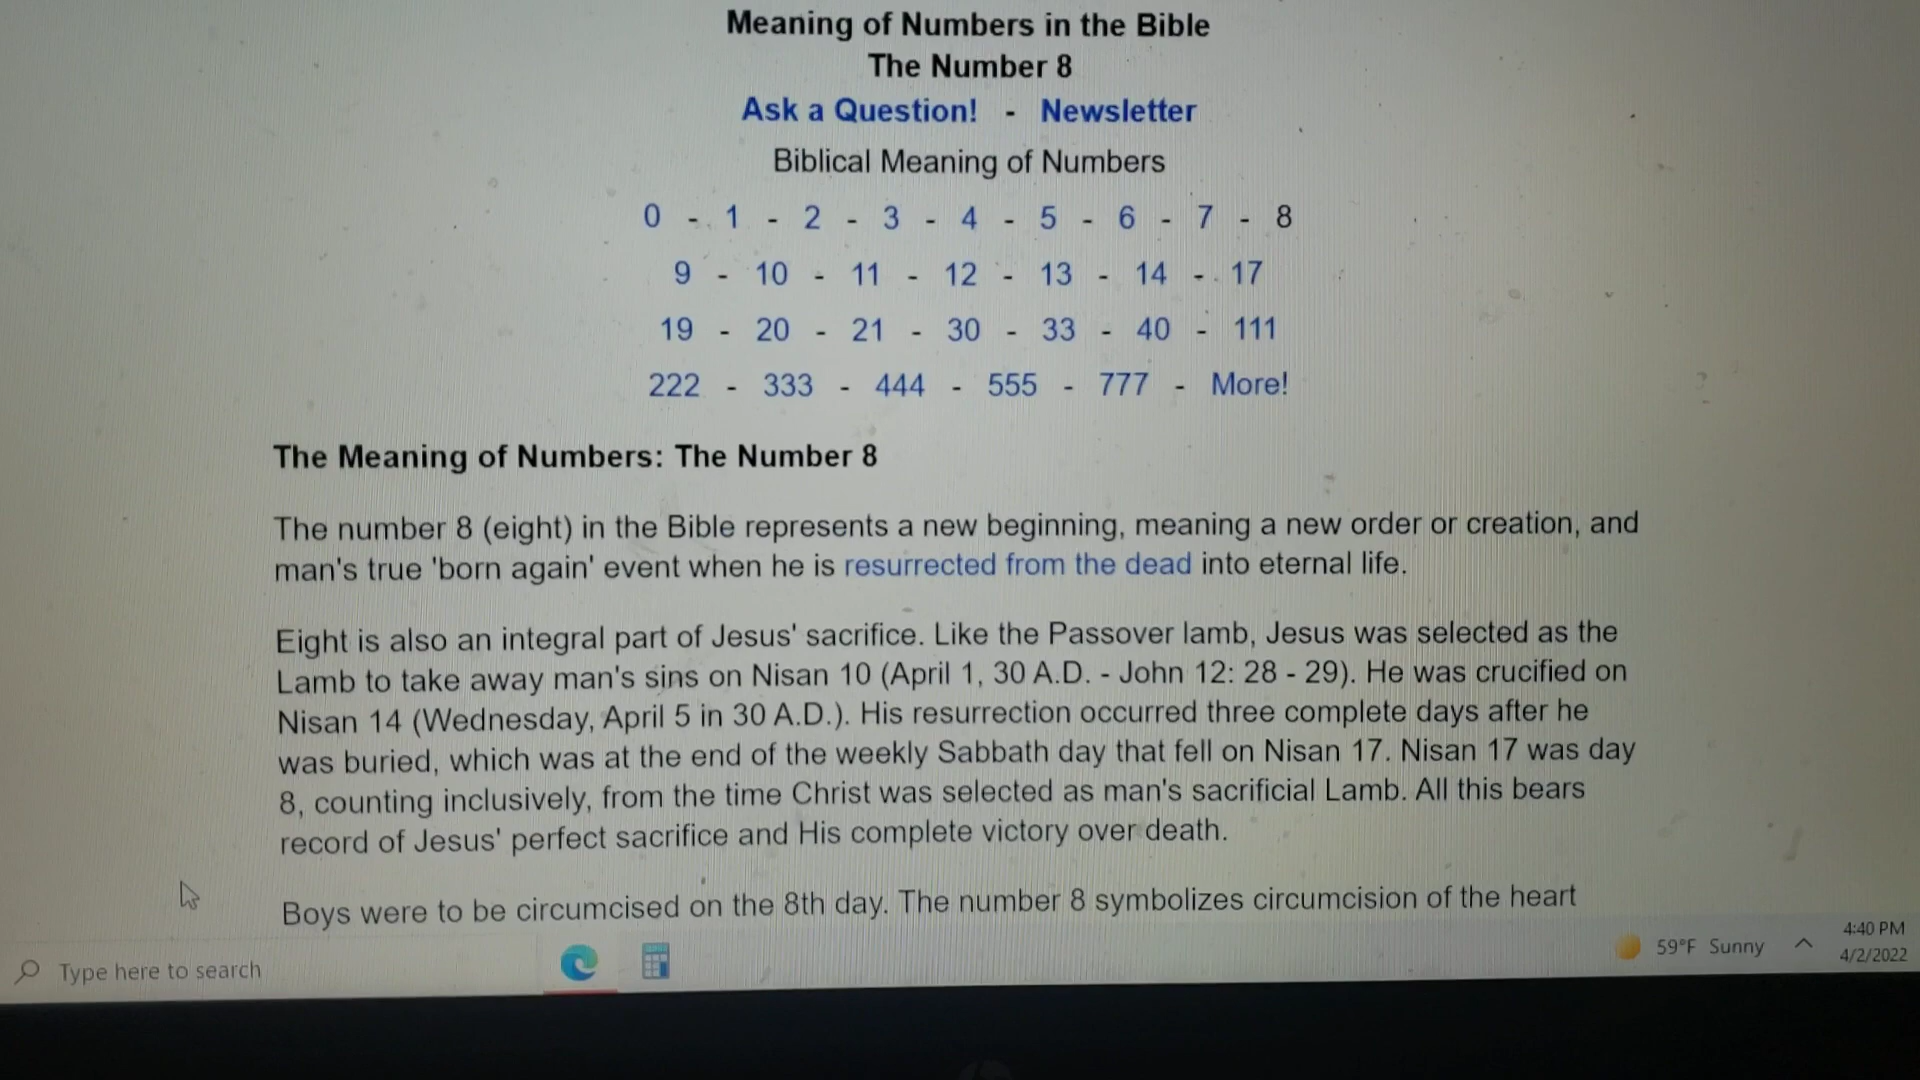 Meaning of Numbers in the Bible
The Number 8
Ask a Question! - Newsletter
Biblical Meaning of Numbers
0 - 1 - 2 - 3 - 4 - 5 - 6 - 7 - 8
9 - 10 - 11 - 12 - 13 - 14 - 17
19 - 20 - 21 - 30 - 33 - 40 - 111
222 - 333 - 444 - 555 - 777 - More!
The Meaning of Numbers: The Number 8
The number 8 (eight) in the Bible represents a new beginning, meaning a new order or creation, and
man's true 'born again' event when he is resurrected from the dead into eternal life.
Eight is also an integral part of Jesus' sacrifice. Like the Passover lamb, Jesus was selected as the
Lamb to take away man's sins on Nisan 10 (April 1, 30 A.D. - John 12: 28 - 29). He was crucified on
Nisan 14 (Wednesday, April 5 in 30 A.D.). His resurrection occurred three complete days after he
was buried, which was at the end of the weekly Sabbath day that fell on Nisan 17. Nisan 17 was day
8, counting inclusively, from the time Christ was selected as man's sacrificial Lamb. All this bears
record of Jesus' perfect sacrifice and His complete victory over death.
Boys were to be circumcised on the 8th day. The number 8 symbolizes circumcision of the heart
Type here to search
59°F Sunny
4:40 PM
4/2/2022